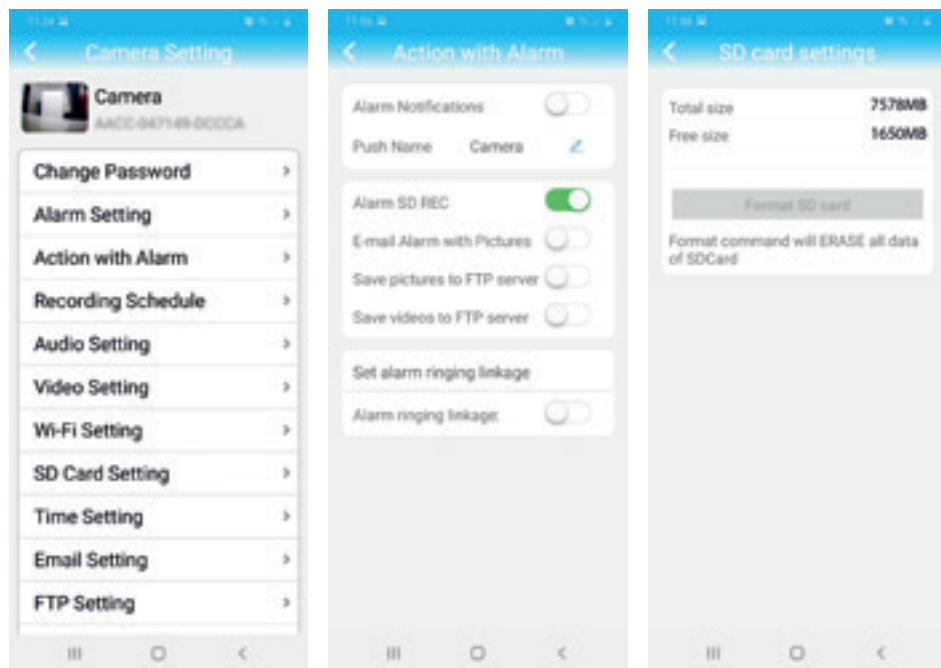 Camera Setting
Camera
Change Password
Alarm Setting
Action with Alarm
Recording Schedule
Audio Setting
Video Setting
Wi-Fi Setting
SD Card Setting
Time Setting
Email Setting
FTP Setting
Action with Alarm
Alarm Notifications
Push Name Camera
Alarm SD REC
E-mail Alarm with Pictures
Save pictures to FTP server
Save videos to FTP server
Set alarm ringing linkage
Alarm ringing linkage:
SD card settings
Total size 7578MB
Free size 1650MB
Format SD card
Format command will ERASE all data
of SDCard